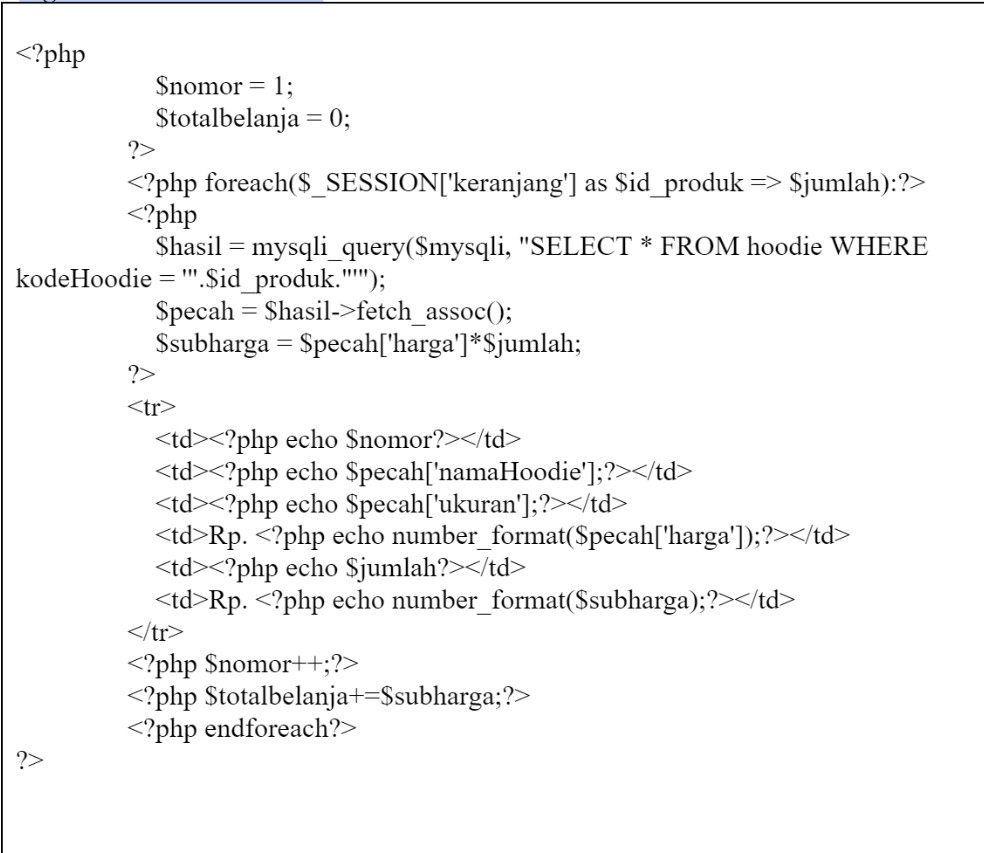 <?php
$nomor = 1;
$totalbelanja = 0;
?>
<?php foreach($_SESSION['keranjang'] as $id_produk => $jumlah):?>
<?php
$hasil = mysqli_query($mysqli, "SELECT * FROM hoodie WHERE
kodeHoodie = '".$id_produk."'");
$pecah = $hasil->fetch_assoc();
$subharga = $pecah['harga']*$jumlah;
?>
<tr>
<td><?php echo $nomor?></td>
<td><?php echo $pecah['namaHoodie'];?></td>
<td><?php echo $pecah['ukuran'];?></td>
<td>Rp. <?php echo number_format($pecah['harga']);?></td>
<td><?php echo $jumlah?></td>
<td>Rp. <?php echo number_format($subharga);?></td>
</tr>
<?php $nomor++;?>
<?php $totalbelanja+=$subharga;?>
<?php endforeach?>
?>